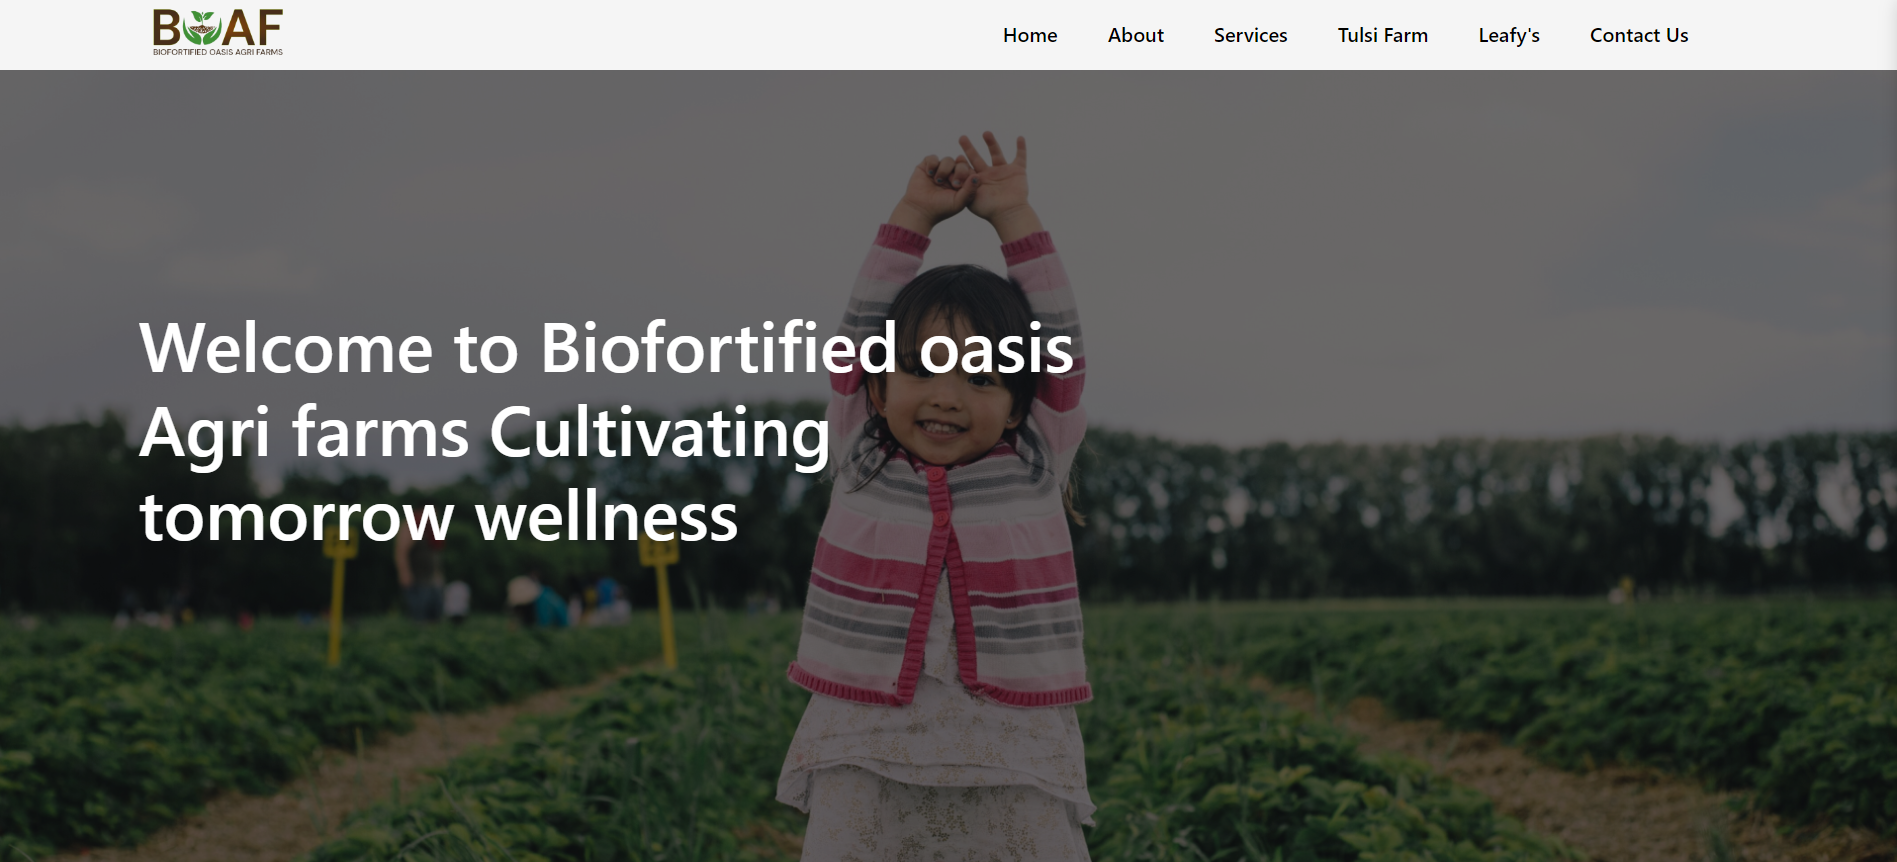 BOAF
BIOFORTIFIED OASIS AGRI FARMS
Home
About
Services
Tulsi Farm
Leafy's
Contact Us
Welcome to Biofortified oasis
Agri farms Cultivating
tomorrow wellness